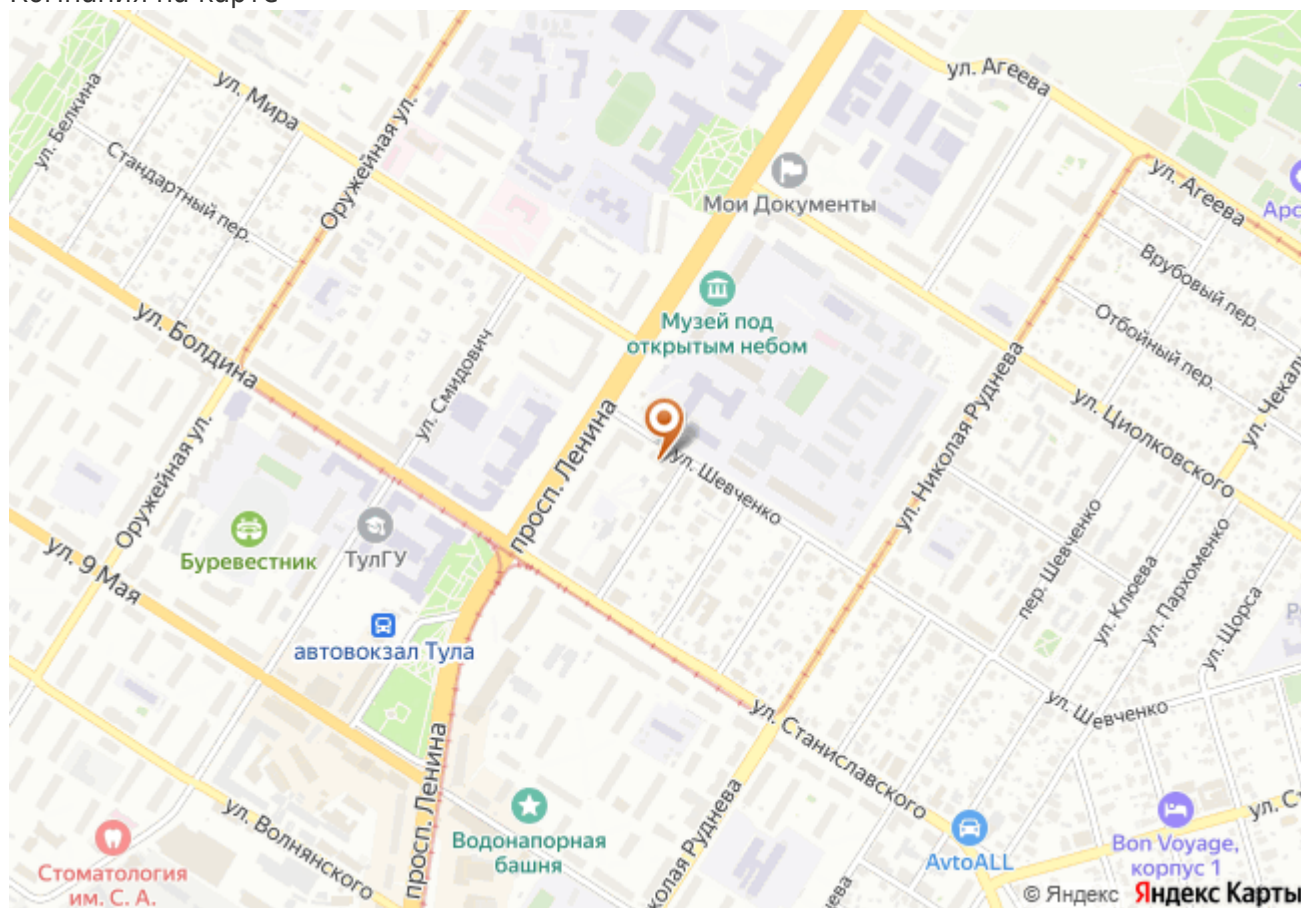 ул. Агеева
ул. Мира
ул. Белкина
Оружейная ул.
Стандартный пер.
Мои Документы
ул. Агеева
Врубовый пер.
Музей под
открытым небом
Отбойный пер.
ул. Болдина
ул. Смидович
ул. Николая Руднева
ул. Циолковского
просп. Ленина
ул. Шевченко
Оружейная ул.
Буревестник
ТулГУ
ул. 9 Мая
пер. Шевченко
ул. Клюева
ул. Пархоменко
ул. Щорса
автовокзал Тула
ул. Шевченко
ул. Станиславского
просп. Ленина
Водонапорная
башня
ул. Волнянского
Стоматология
им. С. А.
AvtoALL
Bon Voyage,
корпус 1
© Яндекс Яндекс Карты